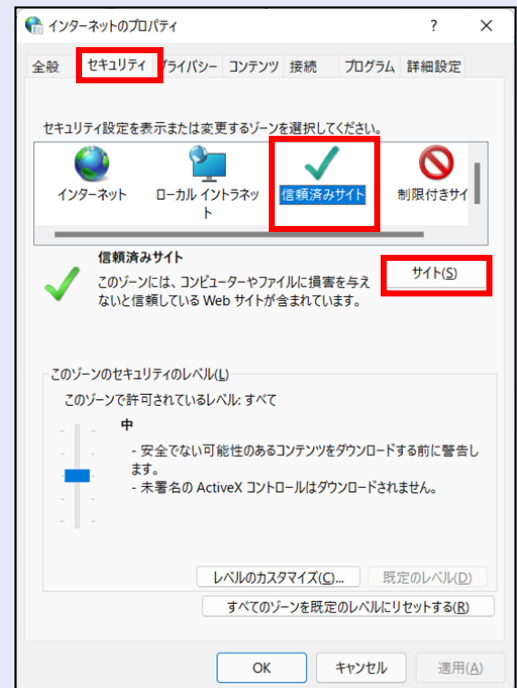 インターネットのプロパティ
?
×
全般 セキュリティ プライバシー コンテンツ 接続 プログラム 詳細設定
セキュリティ設定を表示または変更するゾーンを選択してください。
インターネット ローカル イントラネッ 信頼済みサイト 制限付きサイ
ト
信頼済みサイト
サイト(S)
このゾーンには、コンピューターやファイルに損害を与え
ないと信頼している Web サイトが含まれています。
このゾーンのセキュリティのレベル(L)
このゾーンで許可されているレベル: すべて
中
- 安全でない可能性のあるコンテンツをダウンロードする前に警告し
ます。
- 未署名の ActiveX コントロールはダウンロードされません。
レベルのカスタマイズ(C)... 既定のレベル(D)
すべてのゾーンを既定のレベルにリセットする(R)
OK キャンセル 適用(A)